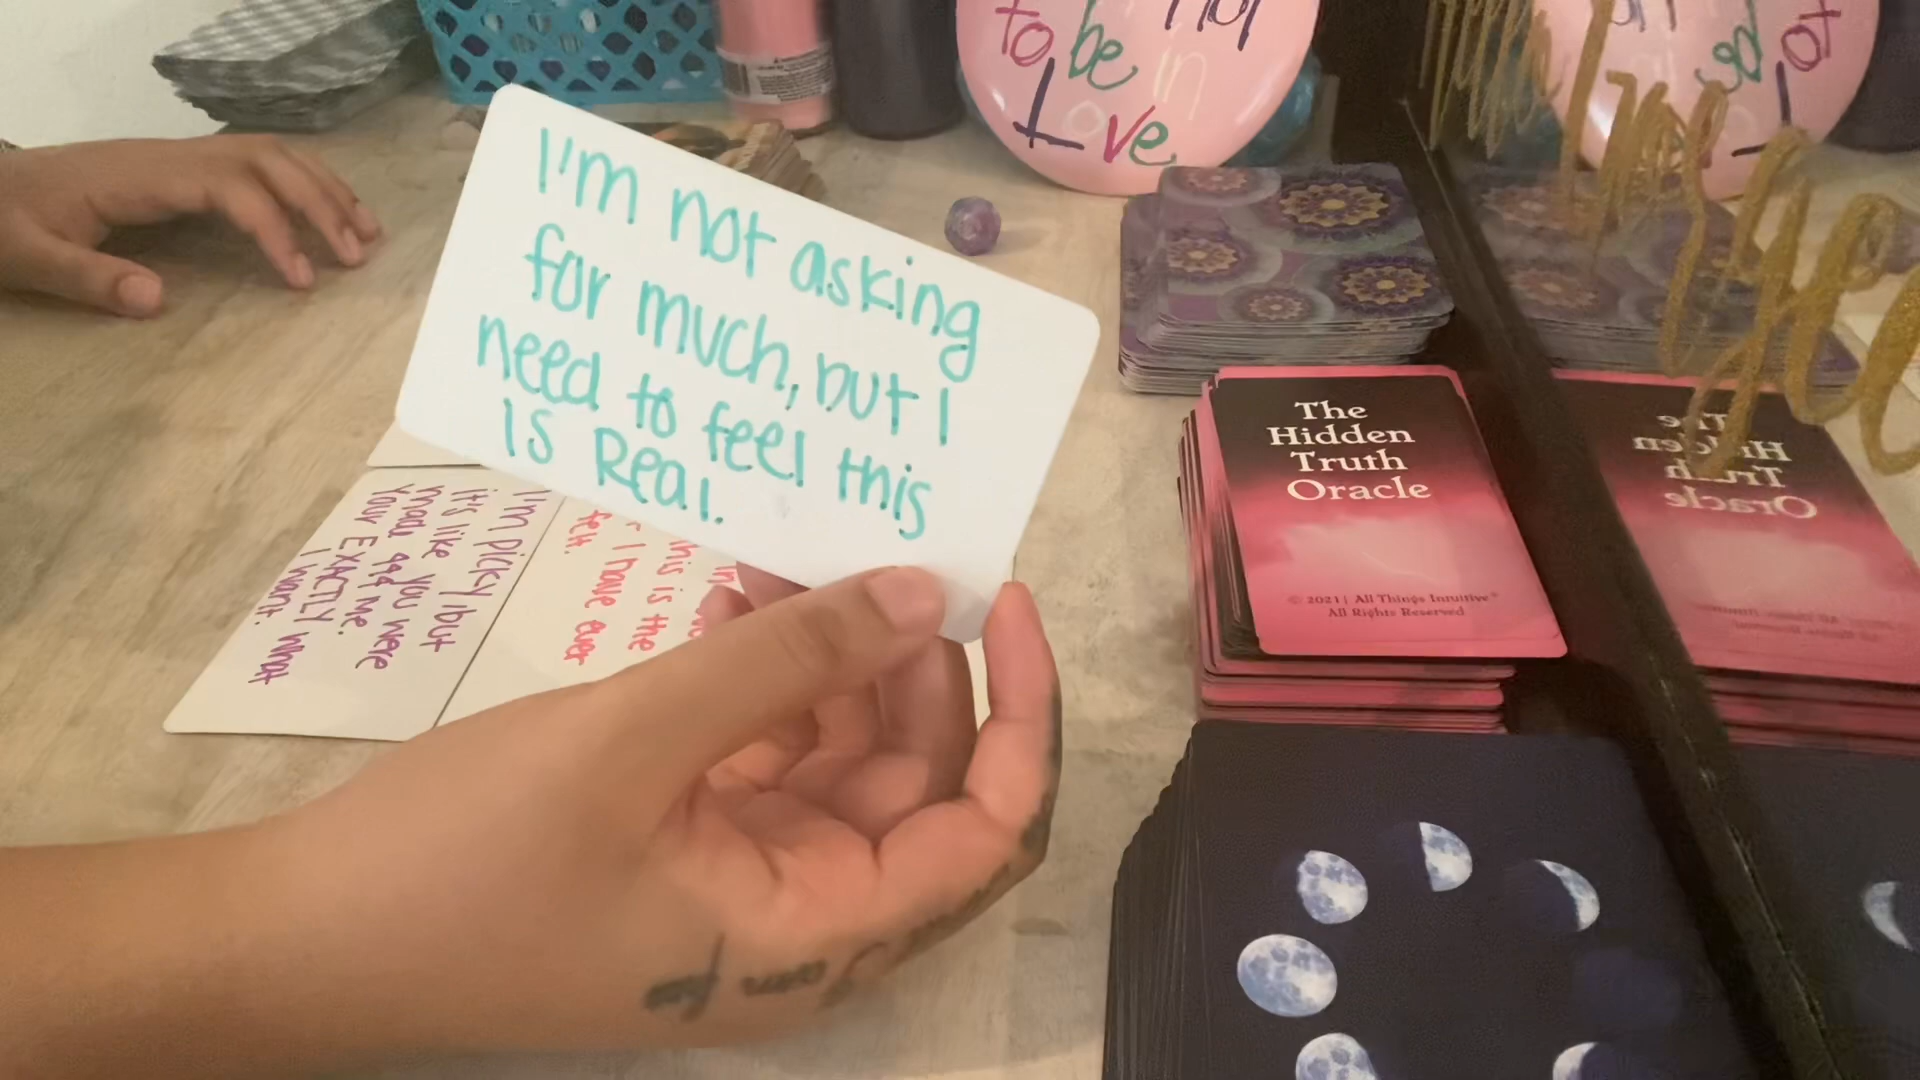 to be
in
Love
I'm not asking
for much, but I
need to feel this
Is Real.
I'm picky but
it's like you were
made 444 me.
Your EXACTLY what
I want.
this is the
I have ever
felt.
The
Hidden
Truth
Oracle
© 2021 | All Things Intuitive®
All Rights Reserved